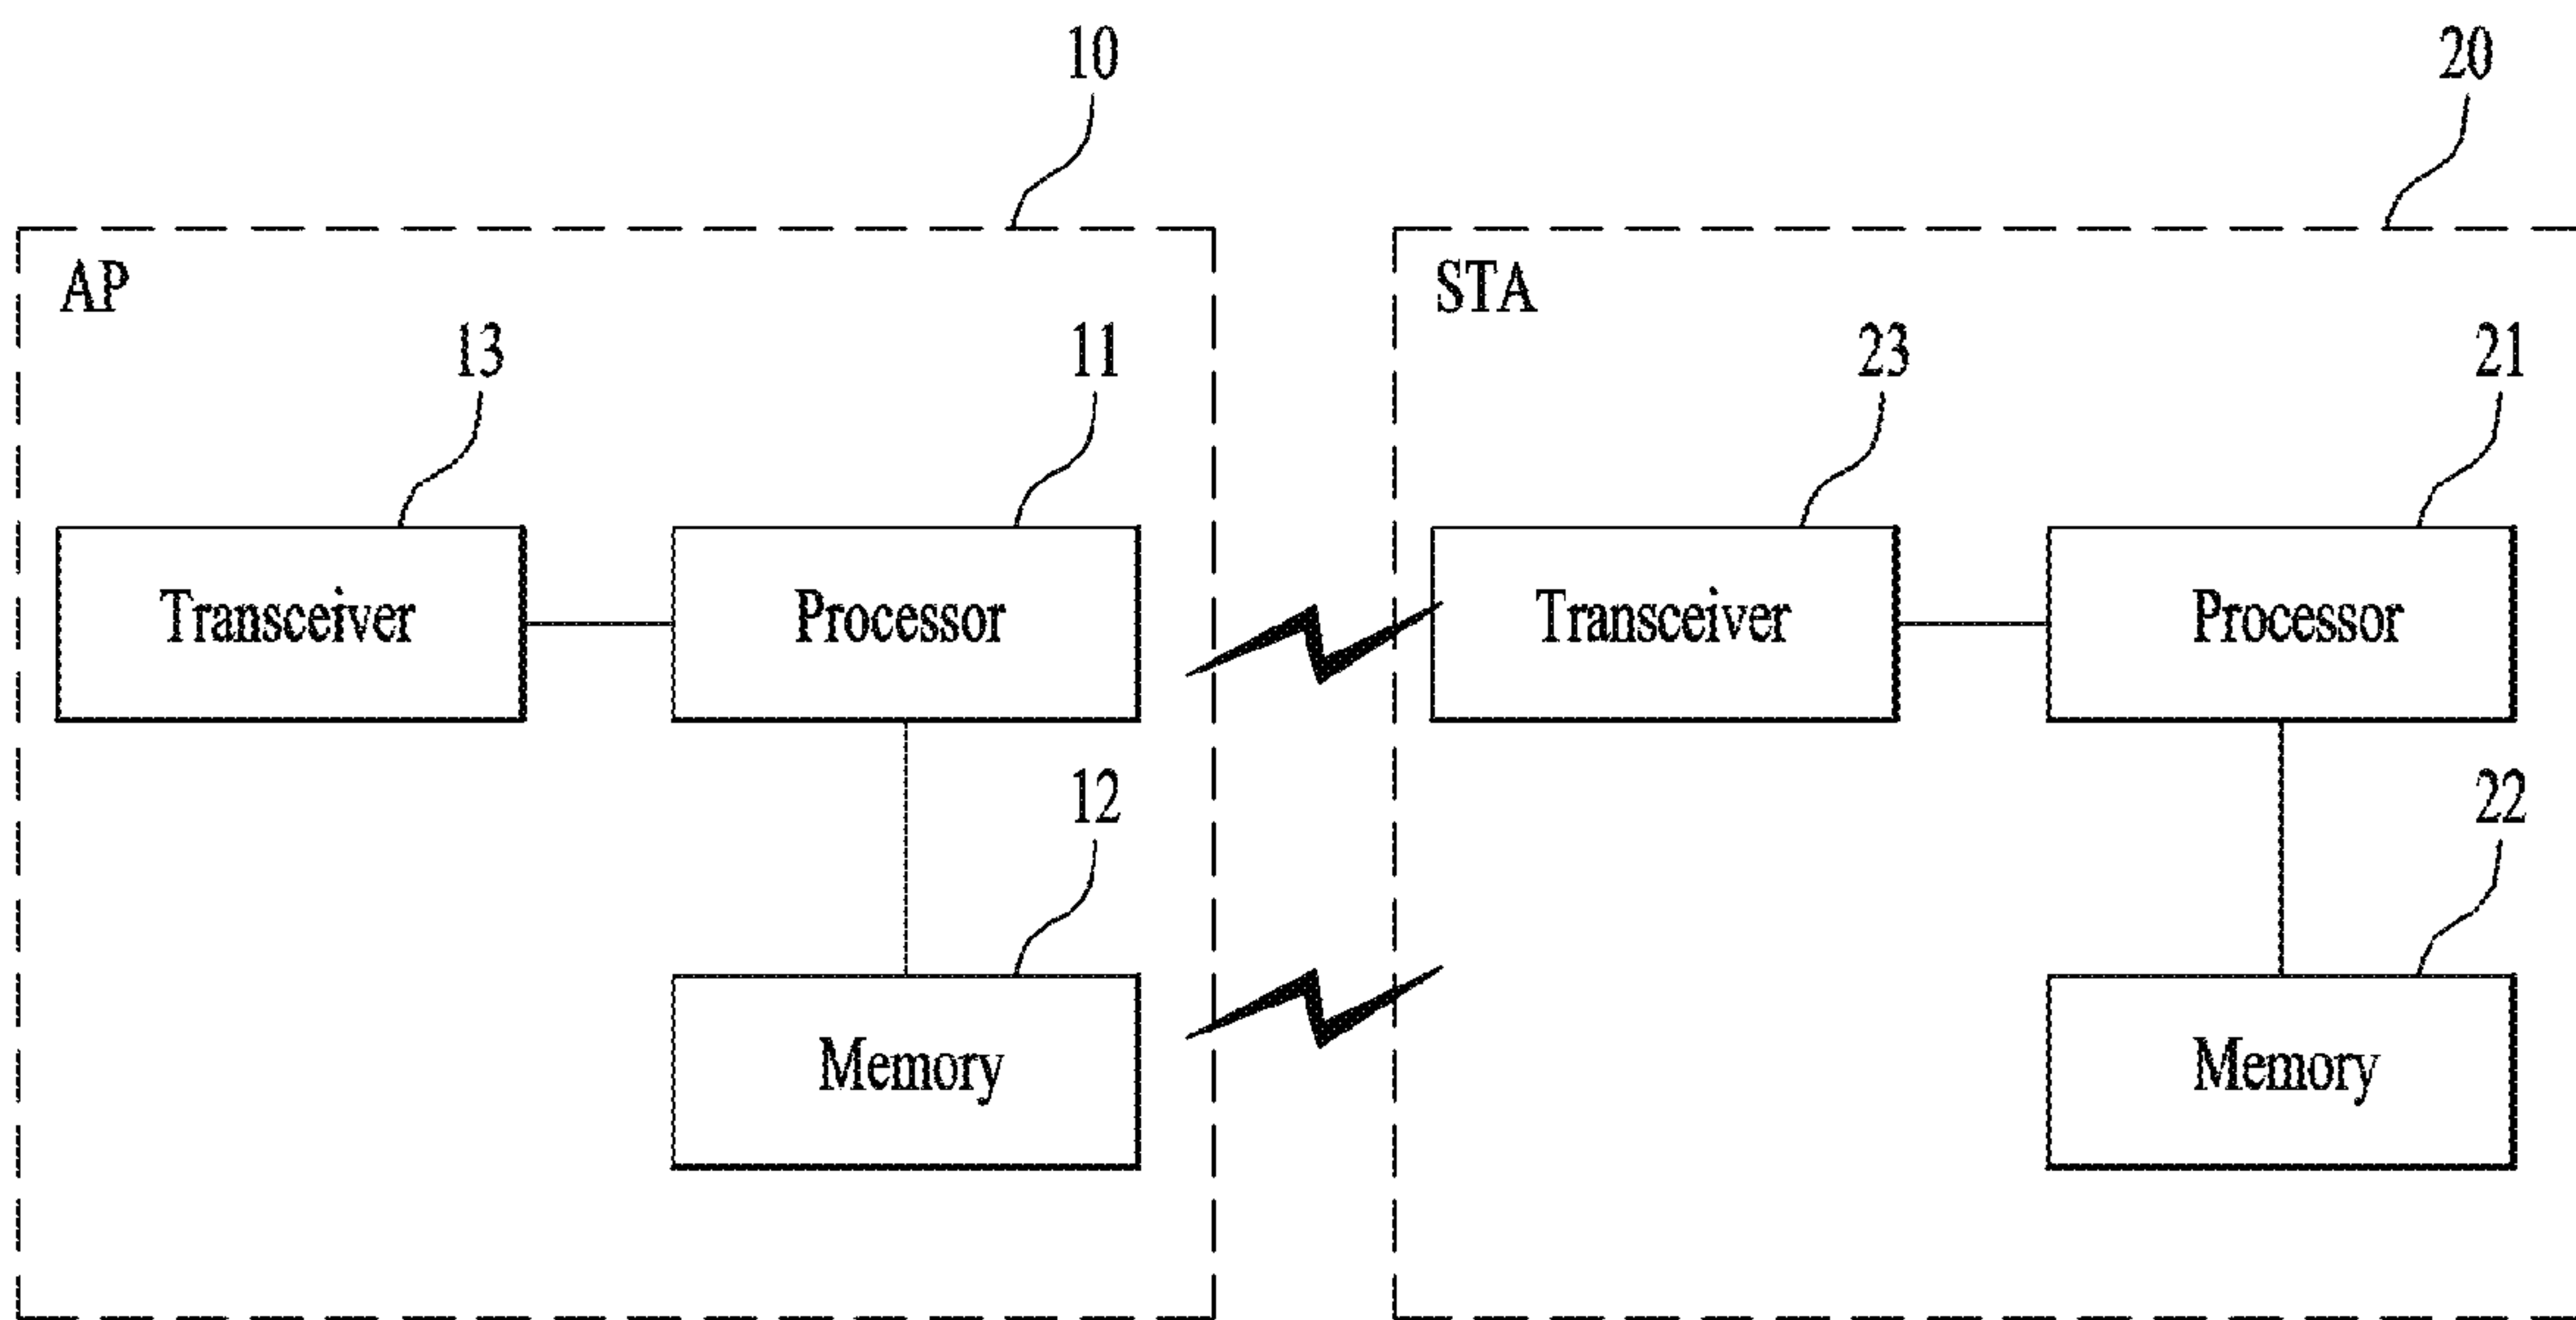 10
20
AP
STA
13
11
23
21
Transceiver
Processor
Transceiver
Processor
12
22
Memory
Memory